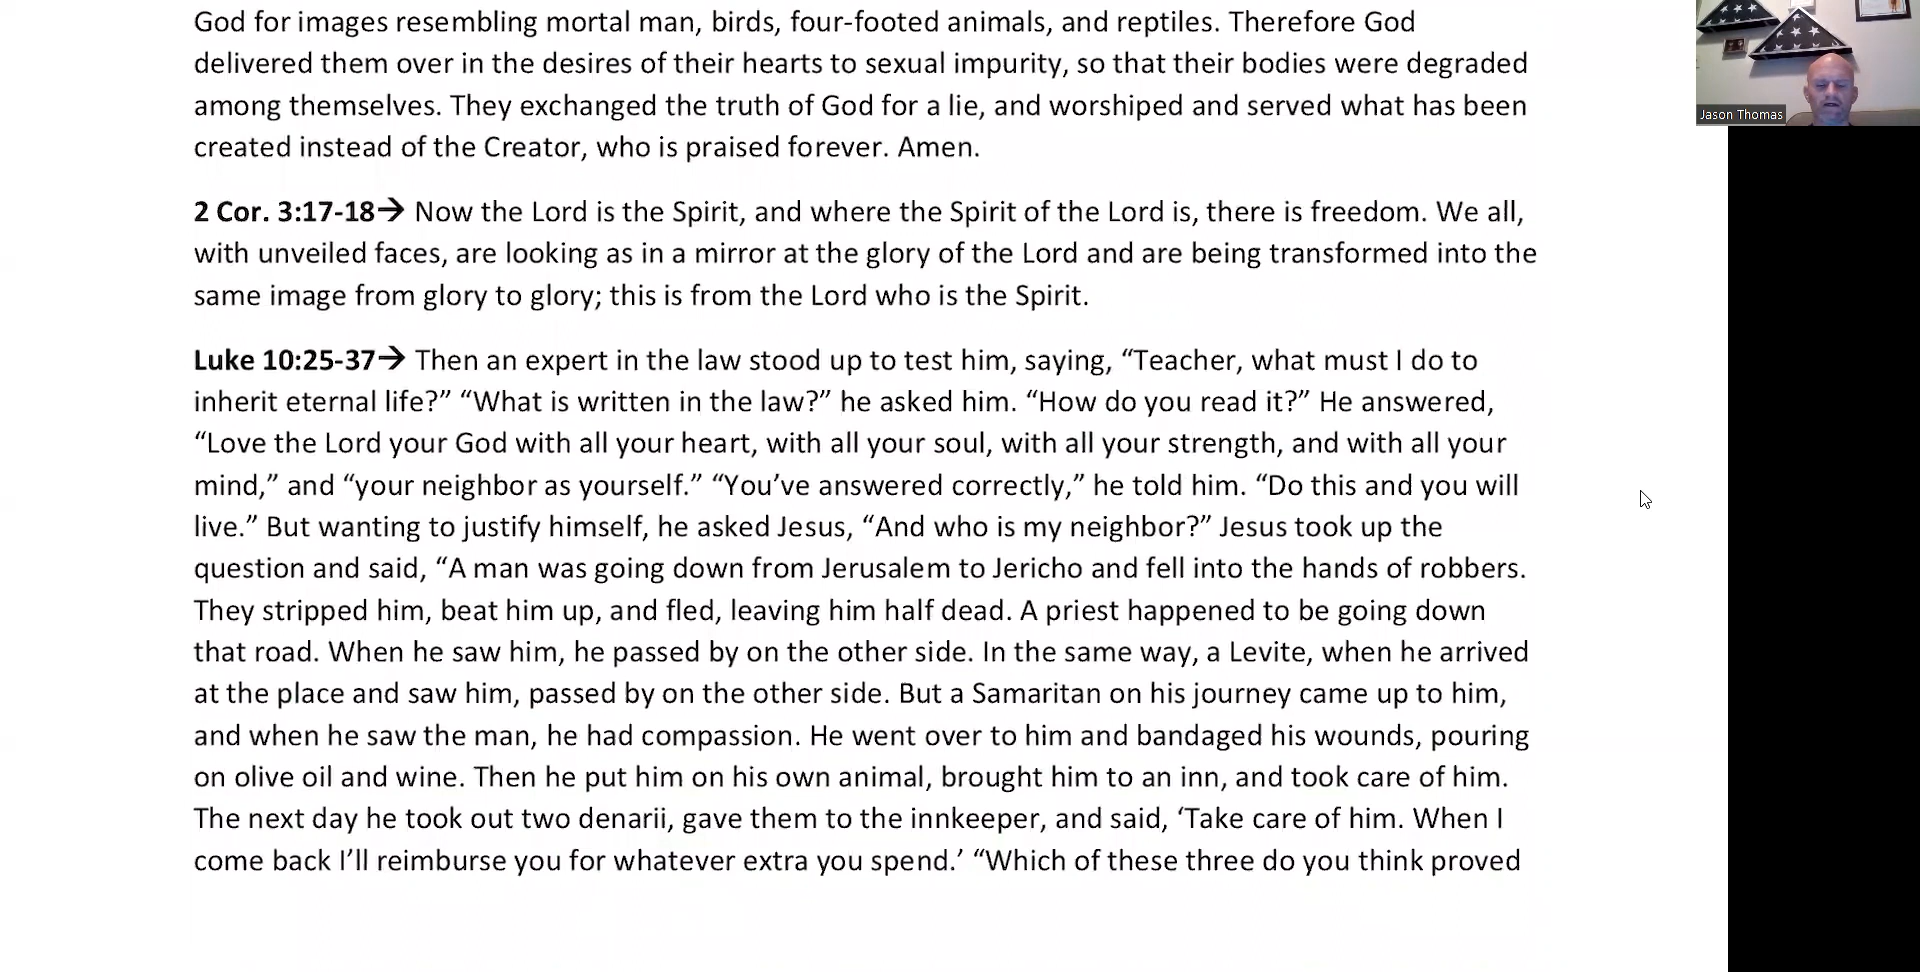 God for images resembling mortal man, birds, four-footed animals, and reptiles. Therefore God
delivered them over in the desires of their hearts to sexual impurity, so that their bodies were degraded
among themselves. They exchanged the truth of God for a lie, and worshiped and served what has been
created instead of the Creator, who is praised forever. Amen.
2 Cor. 3:17-18→ Now the Lord is the Spirit, and where the Spirit of the Lord is, there is freedom. We all,
with unveiled faces, are looking as in a mirror at the glory of the Lord and are being transformed into the
same image from glory to glory; this is from the Lord who is the Spirit.
Luke 10:25-37→ Then an expert in the law stood up to test him, saying, “Teacher, what must I do to
inherit eternal life?” “What is written in the law?” he asked him. “How do you read it?” He answered,
“Love the Lord your God with all your heart, with all your soul, with all your strength, and with all your
mind,” and “your neighbor as yourself.” “You’ve answered correctly,” he told him. “Do this and you will
live.” But wanting to justify himself, he asked Jesus, “And who is my neighbor?” Jesus took up the
question and said, “A man was going down from Jerusalem to Jericho and fell into the hands of robbers.
They stripped him, beat him up, and fled, leaving him half dead. A priest happened to be going down
that road. When he saw him, he passed by on the other side. In the same way, a Levite, when he arrived
at the place and saw him, passed by on the other side. But a Samaritan on his journey came up to him,
and when he saw the man, he had compassion. He went over to him and bandaged his wounds, pouring
on olive oil and wine. Then he put him on his own animal, brought him to an inn, and took care of him.
The next day he took out two denarii, gave them to the innkeeper, and said, ‘Take care of him. When I
come back I’ll reimburse you for whatever extra you spend.’ “Which of these three do you think proved
Jason Thomas